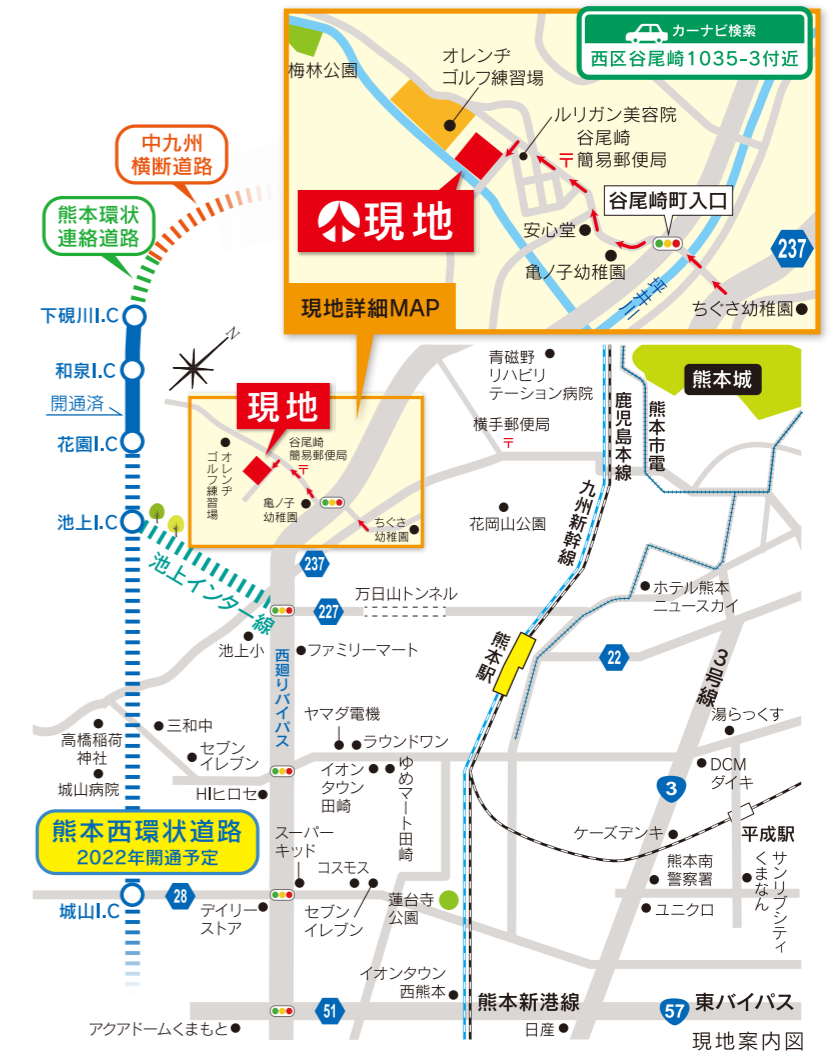 カーナビ検索
西区谷尾崎1035-3付近
梅林公園
オレンヂ
ゴルフ練習場
ルリガン美容院
谷尾崎
〒簡易郵便局
現地
谷尾崎町入口
安心堂
亀ノ子幼稚園
237
坪井川
ちぐさ幼稚園
現地詳細MAP
中九州
横断道路
熊本環状
連絡道路
下硯川I.C
和泉I.C
開通済
花園I.C
池上I.C
N
現地
オレンヂ
ゴルフ練習場
谷尾崎
簡易郵便局
〒
亀ノ子
幼稚園
ちぐさ
幼稚園
青磁野
リハビリ
テーション病院
横手郵便局
〒
鹿児島本線
熊本市電
熊本城
九州新幹線
花岡山公園
池上インター線
237
227
万日山トンネル
ホテル熊本
ニュースカイ
池上小
西廻りバイパス
ファミリーマート
熊本駅
22
3号線
湯らっくす
高橋稲荷
神社
三和中
セブン
イレブン
城山病院
HIヒロセ
ヤマダ電機
ラウンドワン
イオン
タウン
田崎
ゆめマート田崎
DCM
ダイキ
3
熊本西環状道路
2022年開通予定
スーパー
キッド
コスモス
ケーズデンキ
平成駅
熊本南
警察署
サンリブシティ
くまなん
城山I.C
28
デイリー
ストア
セブン
イレブン
蓮台寺
公園
ユニクロ
イオンタウン
西熊本
51
熊本新港線
57
東バイパス
アクアドームくまもと
日産
現地案内図